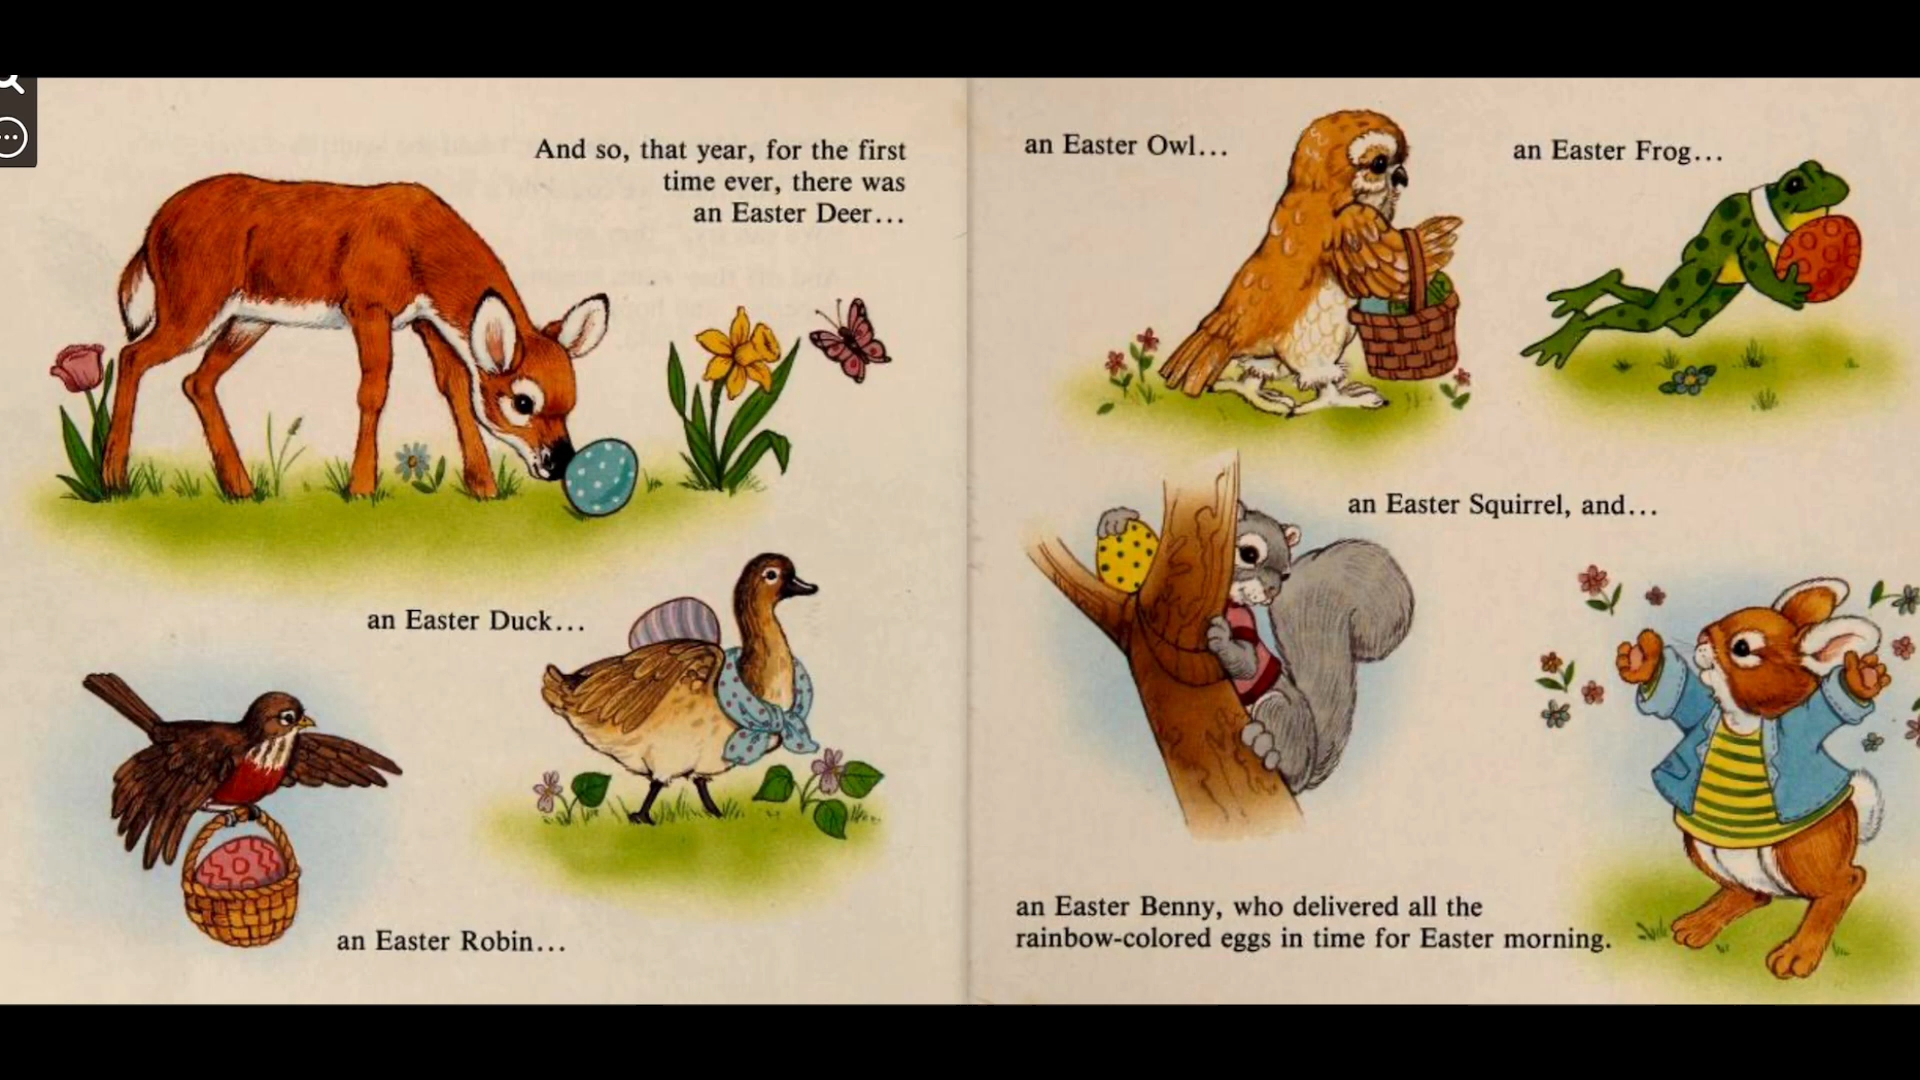 And so, that year, for the first
time ever, there was
an Easter Deer...
an Easter Duck...
an Easter Robin...
an Easter Owl...
an Easter Frog...
an Easter Squirrel, and...
an Easter Benny, who delivered all the
rainbow-colored eggs in time for Easter morning.